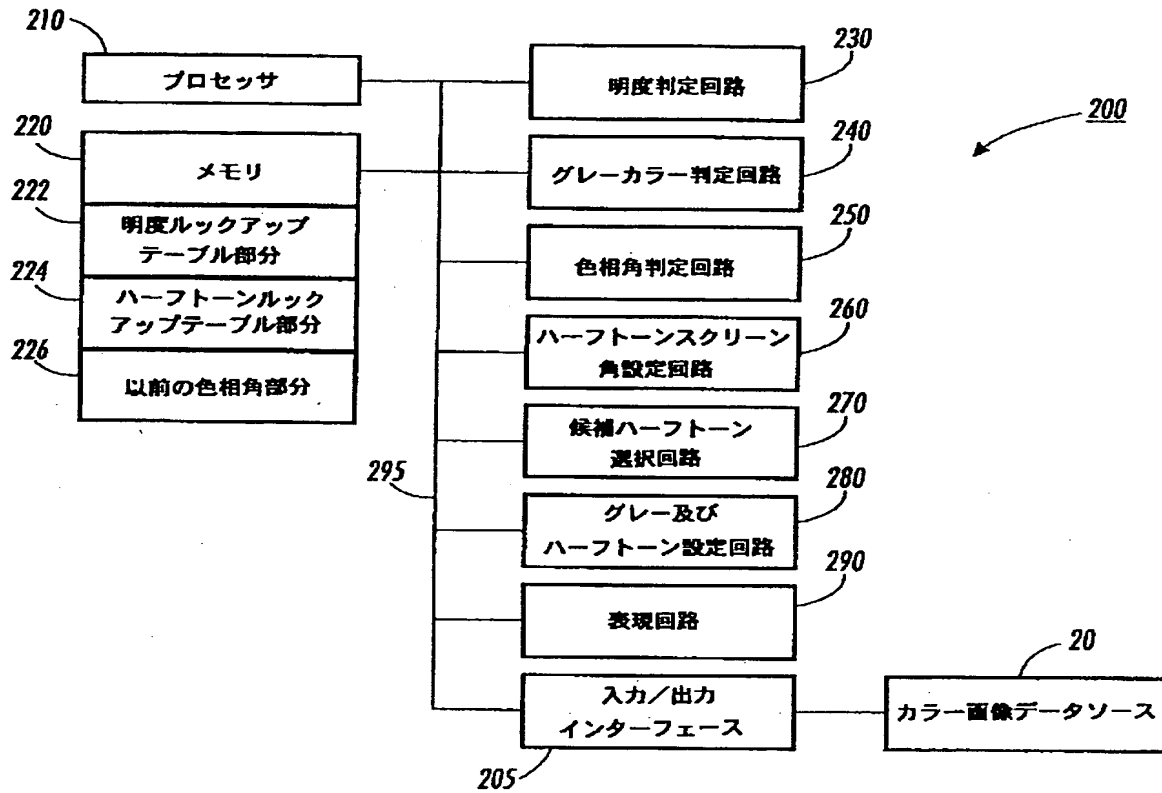 210
プロセッサ
220
メモリ
222
明度ルックアップ
テーブル部分
224
ハーフトーンルック
アップテーブル部分
226
以前の色相角部分
295
明度判定回路
230
グレーカラー判定回路
240
色相角判定回路
250
ハーフトーンスクリーン
角設定回路
260
候補ハーフトーン
選択回路
270
グレー及び
ハーフトーン設定回路
280
表現回路
290
入力/出力
インターフェース
205
カラー画像データソース
20
200